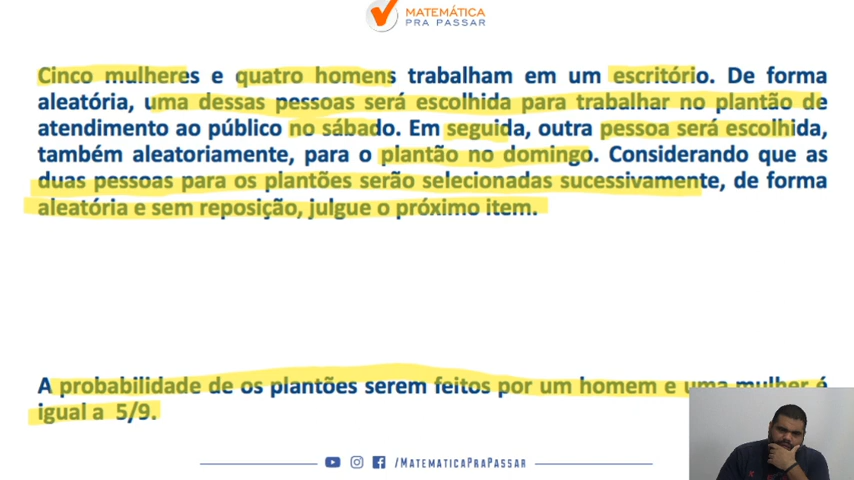 MATEMÁTICA
PRA PASSAR
Cinco mulheres e quatro homens trabalham em um escritório. De forma
aleatória, uma dessas pessoas será escolhida para trabalhar no plantão de
atendimento ao público no sábado. Em seguida, outra pessoa será escolhida,
também aleatoriamente, para o plantão no domingo. Considerando que as
duas pessoas para os plantões serão selecionadas sucessivamente, de forma
aleatória e sem reposição, julgue o próximo item.
A probabilidade de os plantões serem feitos por um homem e uma mulher é
igual a 5/9.
/MATEMATICAPRAPASSAR